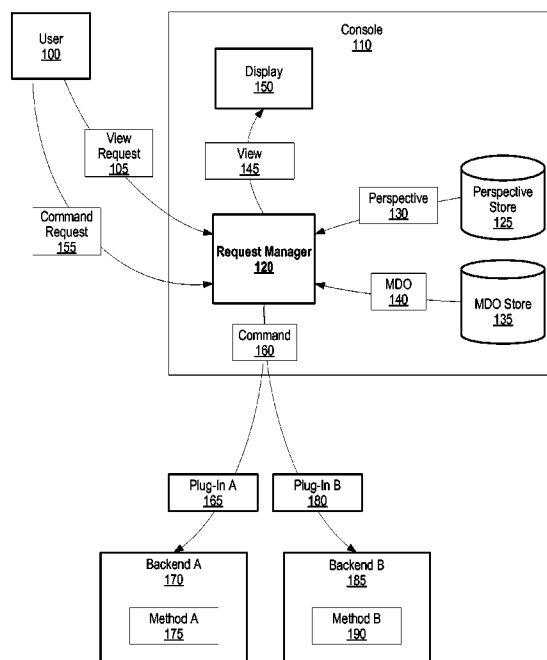 User
100
Console
110
Display
150
View
Request
105
View
145
Command
Request
155
Perspective
130
Perspective
Store
125
Request Manager
120
MDO
140
MDO Store
135
Command
160
Plug-In A
165
Plug-In B
180
Backend A
170
Backend B
185
Method A
175
Method B
190